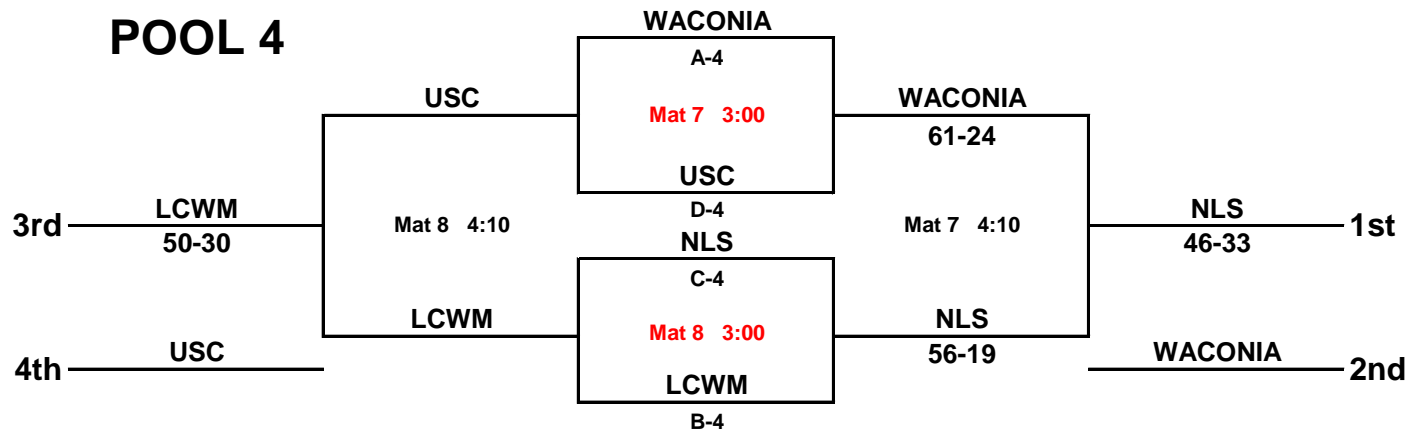 POOL 4
WACONIA
A-4
USC
Mat 7 3:00
WACONIA
61-24
USC
D-4
3rd
LCWM
50-30
Mat 8 4:10
Mat 7 4:10
NLS
46-33
1st
NLS
C-4
LCWM
Mat 8 3:00
NLS
56-19
4th
USC
LCWM
B-4
WACONIA
2nd